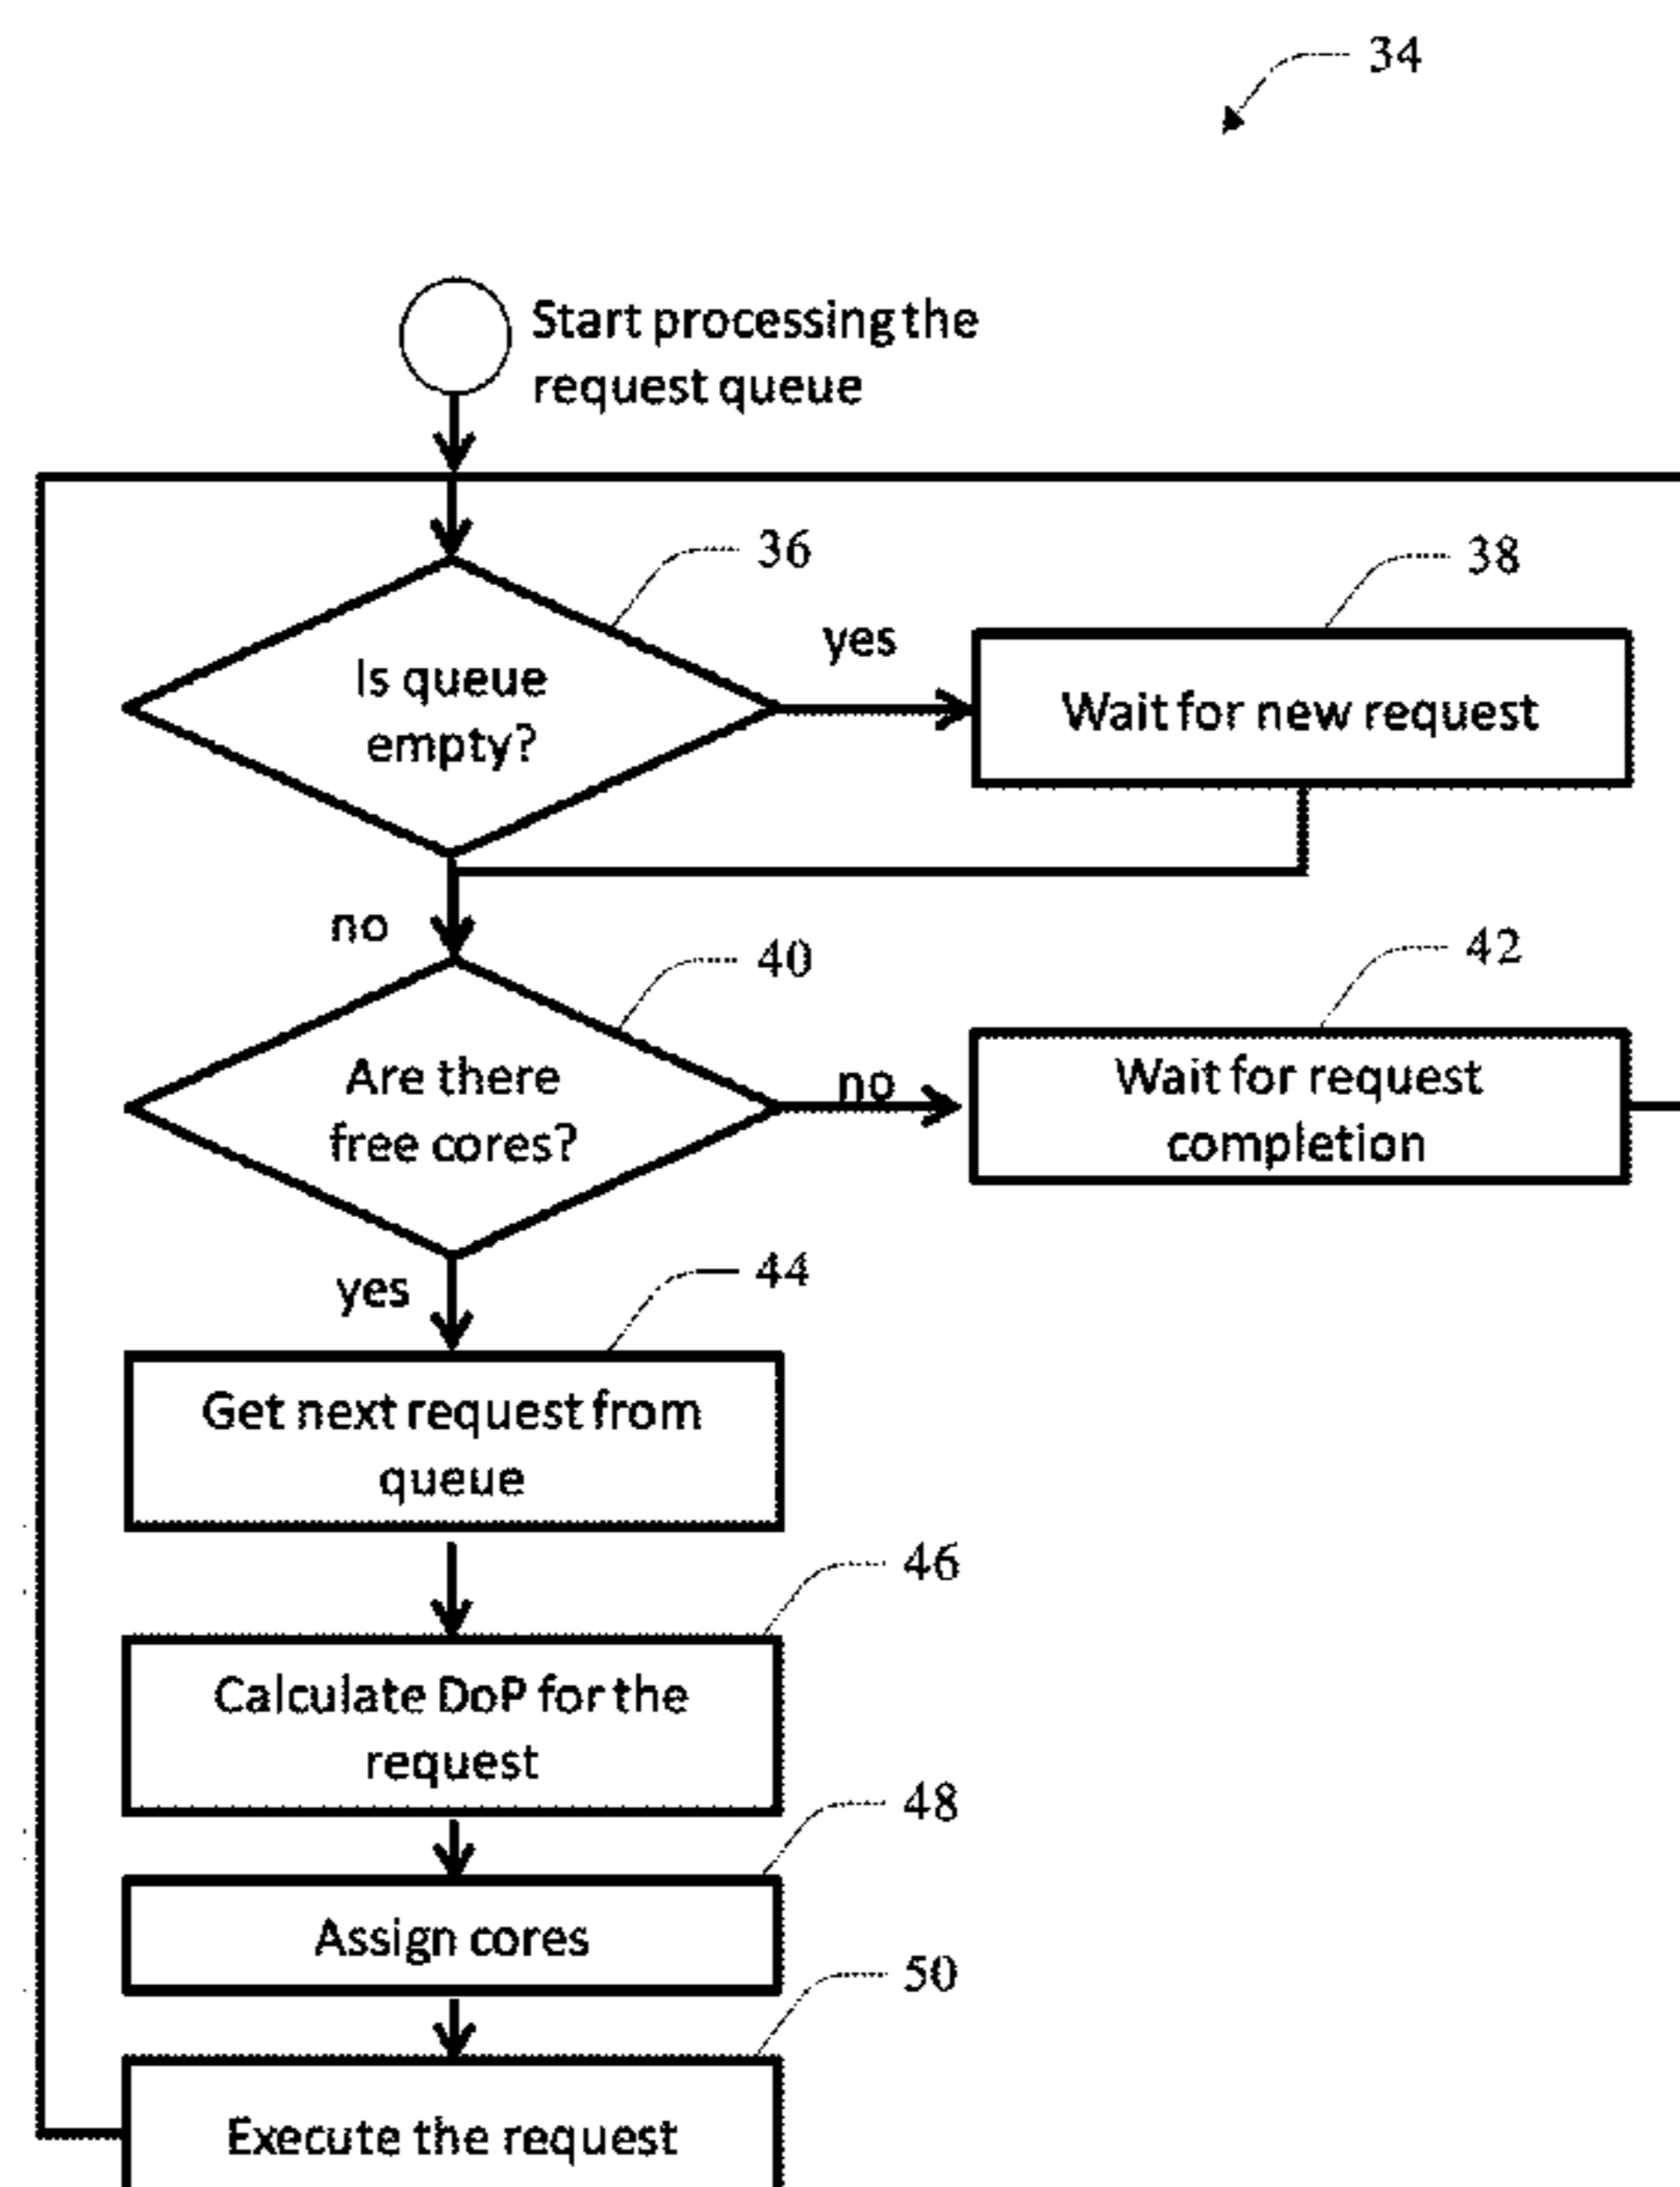 34
Start processing the
request queue
36
38
yes
Is queue
empty?
Wait for new request
no
40
42
Are there
free cores?
no
Wait for request
completion
yes
44
Get next request from
queue
46
Calculate DoP for the
request
48
Assign cores
50
Execute the request